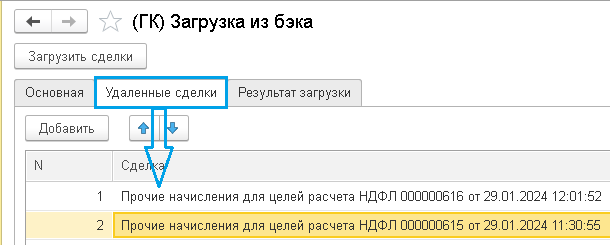 (ГК) Загрузка из бэка
Загрузить сделки
Основная Удаленные сделки Результат загрузки
Добавить
N Сделка
1 Прочие начисления для целей расчета НДФЛ 000000616 от 29.01.2024 12:01:52
2 Прочие начисления для целей расчета НДФЛ 000000615 от 29.01.2024 11:30:55